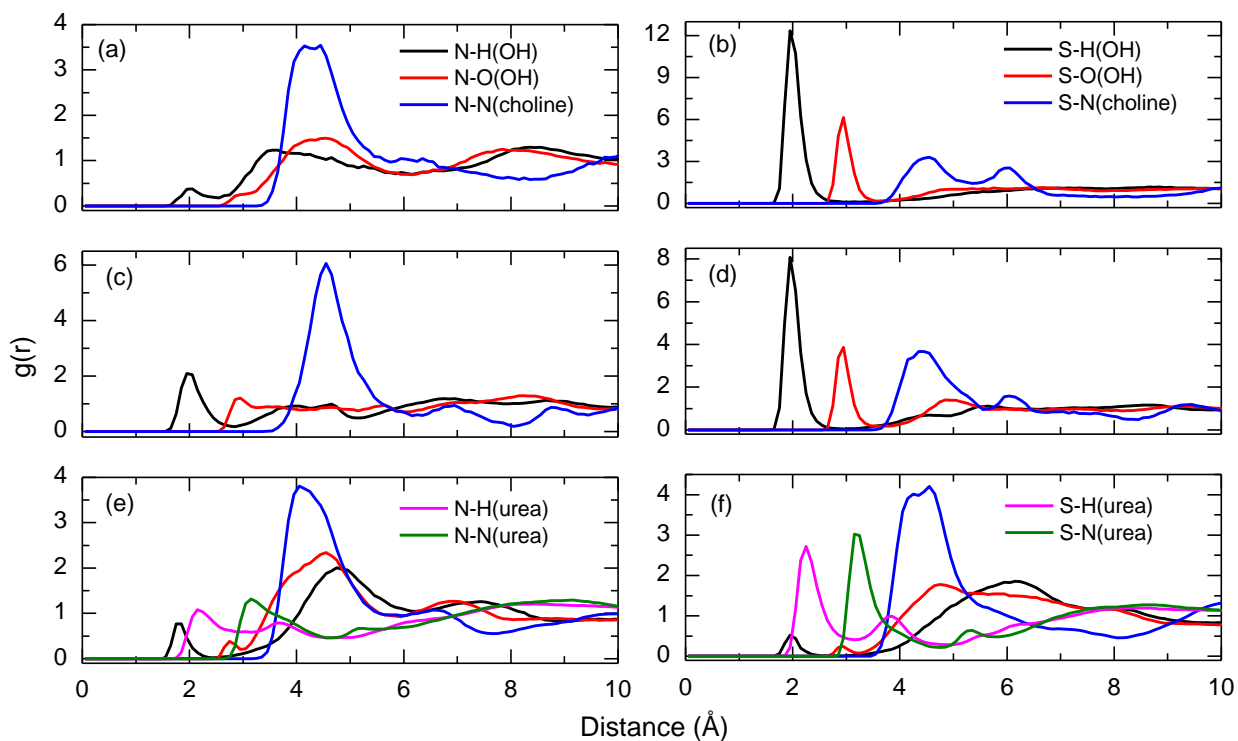 (a)
N-H(OH)
N-O(OH)
N-N(choline)
4
3
2
1
0
(b)
S-H(OH)
S-O(OH)
S-N(choline)
12
9
6
3
0
(c)
6
4
2
0
(d)
8
6
4
2
0
g(r)
(e)
N-H(urea)
N-N(urea)
4
3
2
1
0
0 2 4 6 8 10
(f)
S-H(urea)
S-N(urea)
4
3
2
1
0
0 2 4 6 8 10
Distance (Å)